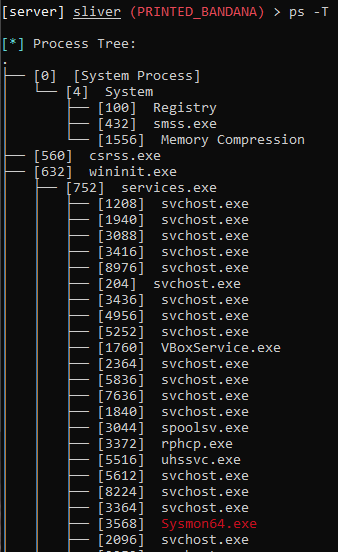 [server] sliver (PRINTED_BANDANA) > ps -T
[*] Process Tree:
.
[0] [System Process]
[4] System
[100] Registry
[432] smss.exe
[1556] Memory Compression
[560] csrss.exe
[632] wininit.exe
[752] services.exe
[1208] svchost.exe
[1940] svchost.exe
[3088] svchost.exe
[3416] svchost.exe
[8976] svchost.exe
[204] svchost.exe
[3436] svchost.exe
[4956] svchost.exe
[5252] svchost.exe
[1760] VBoxService.exe
[2364] svchost.exe
[5836] svchost.exe
[7636] svchost.exe
[1840] svchost.exe
[3044] spoolsv.exe
[3372] rphcp.exe
[5516] uhssvc.exe
[5612] svchost.exe
[8224] svchost.exe
[3364] svchost.exe
[3568] Sysmon64.exe
[2096] svchost.exe